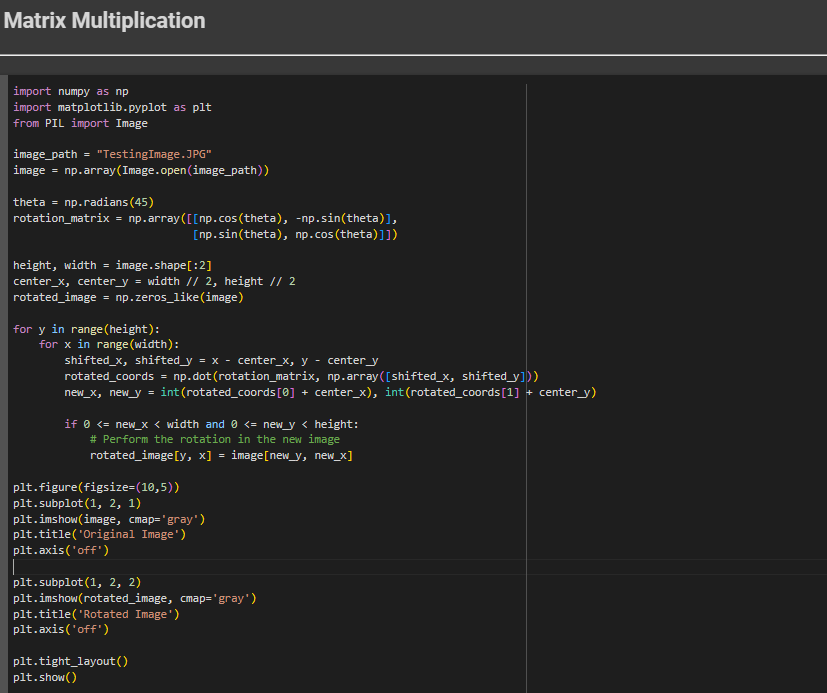 Matrix Multiplication
import numpy as np
import matplotlib.pyplot as plt
from PIL import Image
image_path = "TestingImage.JPG"
image = np.array(Image.open(image_path))
theta = np.radians(45)
rotation_matrix = np.array([[np.cos(theta), -np.sin(theta)],
                            [np.sin(theta), np.cos(theta)]])
height, width = image.shape[:2]
center_x, center_y = width // 2, height // 2
rotated_image = np.zeros_like(image)
for y in range(height):
    for x in range(width):
        shifted_x, shifted_y = x - center_x, y - center_y
        rotated_coords = np.dot(rotation_matrix, np.array([shifted_x, shifted_y]))
        new_x, new_y = int(rotated_coords[0] + center_x), int(rotated_coords[1] + center_y)
        if 0 <= new_x < width and 0 <= new_y < height:
            # Perform the rotation in the new image
            rotated_image[y, x] = image[new_y, new_x]
plt.figure(figsize=(10,5))
plt.subplot(1, 2, 1)
plt.imshow(image, cmap='gray')
plt.title('Original Image')
plt.axis('off')
plt.subplot(1, 2, 2)
plt.imshow(rotated_image, cmap='gray')
plt.title('Rotated Image')
plt.axis('off')
plt.tight_layout()
plt.show()